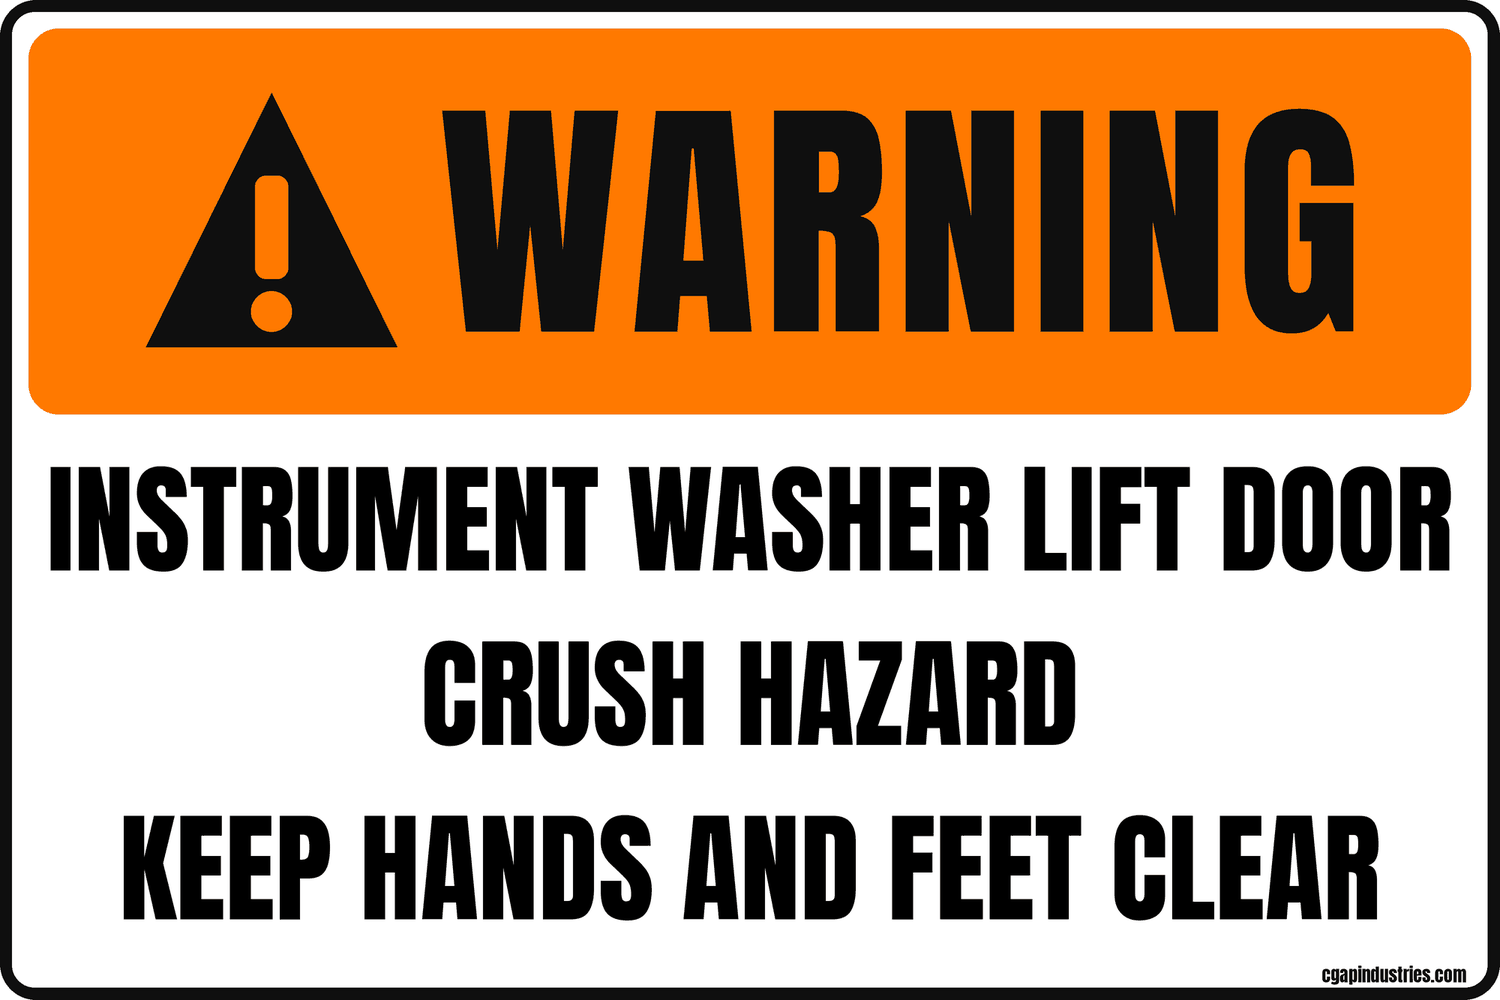 WARNING
INSTRUMENT WASHER LIFT DOOR
CRUSH HAZARD
KEEP HANDS AND FEET CLEAR
cgapindustries.com